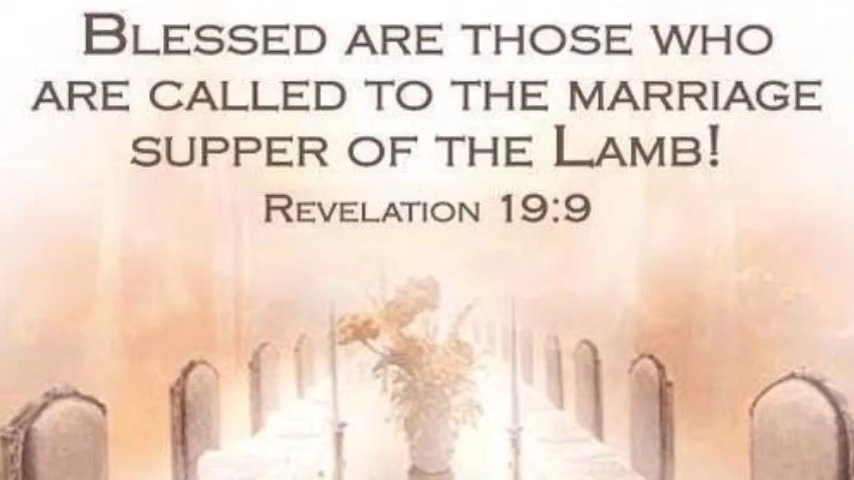 BLESSED ARE THOSE WHO
ARE CALLED TO THE MARRIAGE
SUPPER OF THE LAMB!
REVELATION 19:9